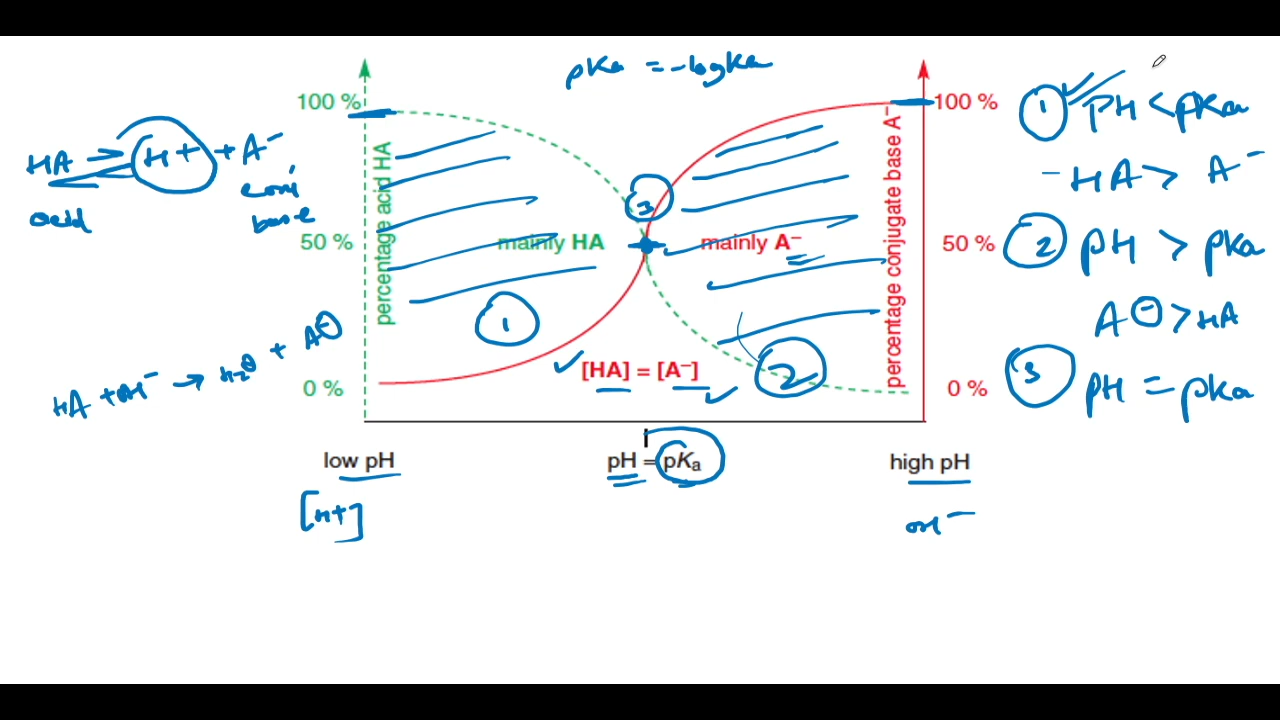 pKa = -logKa
100 %
100 %
① pH < pKa
HA ⇌ H+ + A⁻
acid
conj
base
percentage acid HA
percentage conjugate base A⁻
- HA > A⁻
③
50 %
mainly HA
mainly A⁻
50 %
② pH > pKa
A⊖ > HA
①
HA + OH⁻ → H₂O + A⊖
[HA] = [A⁻]
②
0 %
0 %
③ pH = pKa
low pH
pH = pKa
high pH
[H+]
OH⁻